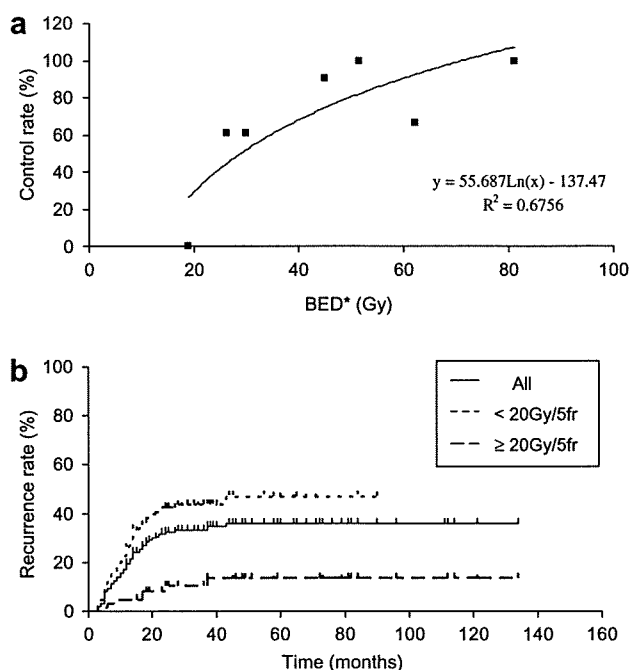 a
120
100
80
60
40
20
0
Control rate (%)
y = 55.687Ln(x) - 137.47
R² = 0.6756
0 20 40 60 80 100
BED* (Gy)
b
100
80
60
40
20
0
Recurrence rate (%)
All
< 20Gy/5fr
≥ 20Gy/5fr
0 20 40 60 80 100 120 140 160
Time (months)